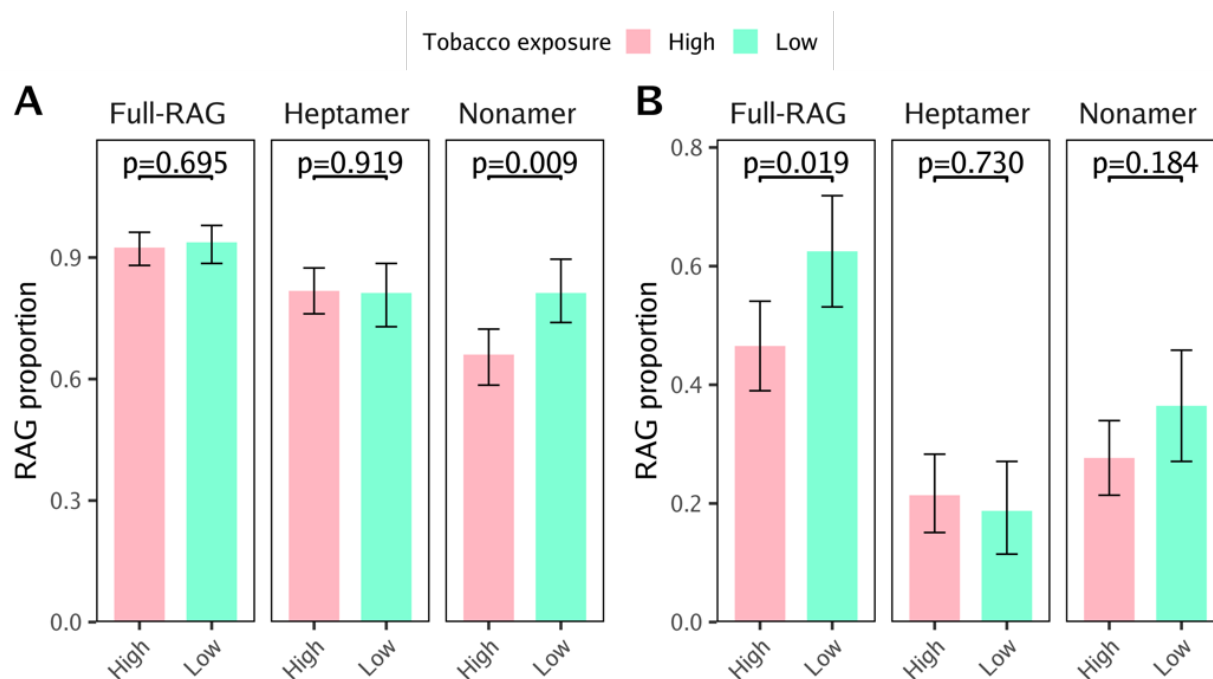 Tobacco exposure High Low
A
Full-RAG Heptamer Nonamer
p=0.695 p=0.919 p=0.009
RAG proportion
0.9
0.6
0.3
0.0
High Low High Low High Low
B
Full-RAG Heptamer Nonamer
p=0.019 p=0.730 p=0.184
RAG proportion
0.8
0.6
0.4
0.2
0.0
High Low High Low High Low